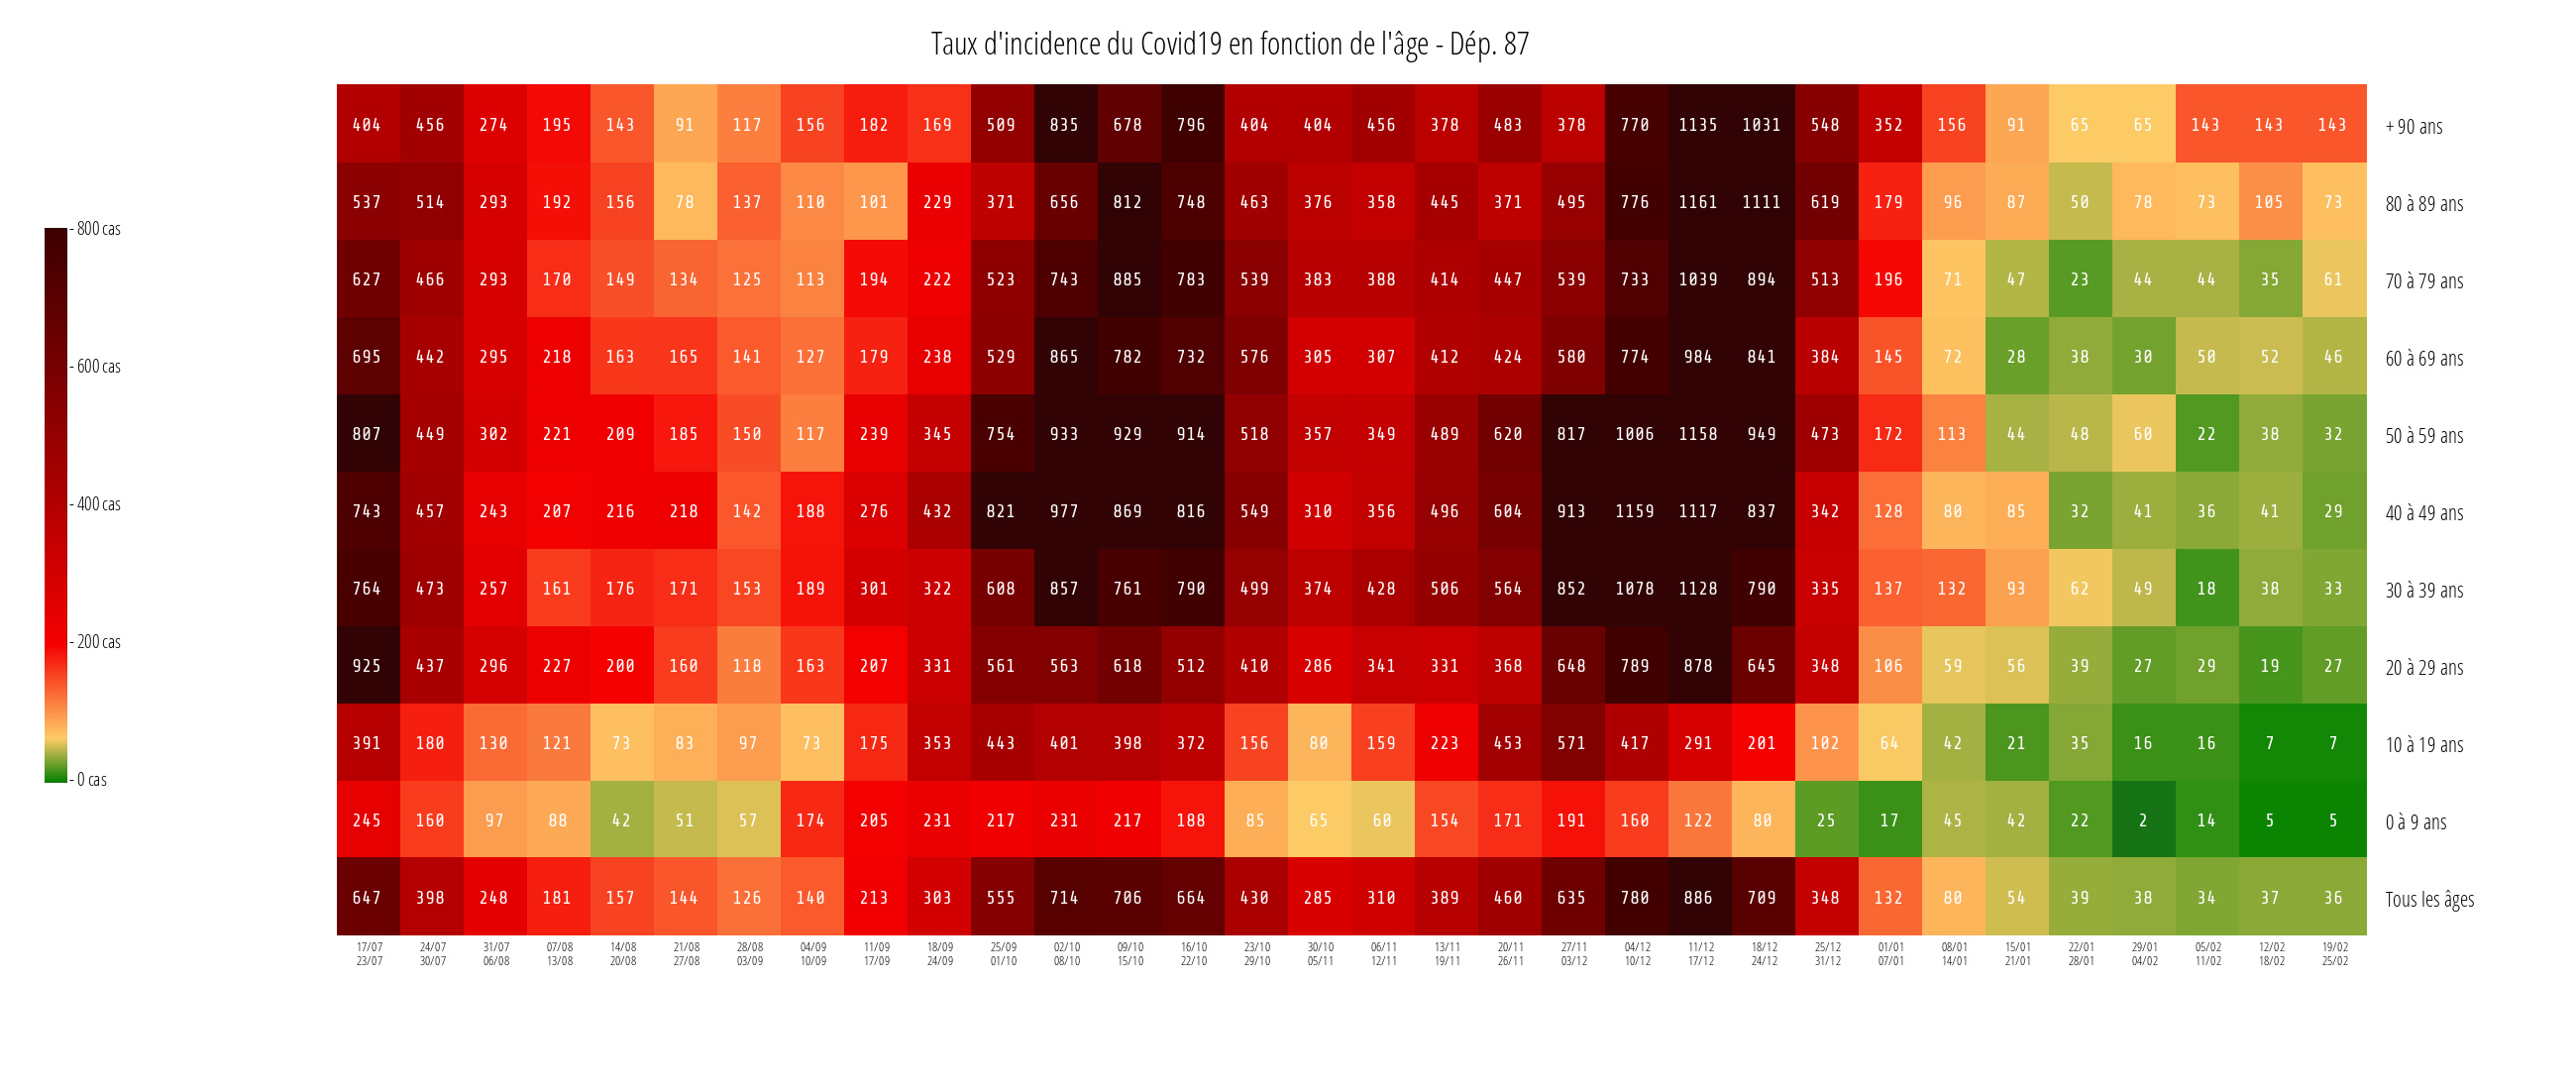 Taux d'incidence du Covid19 en fonction de l'âge - Dép. 87
- 800 cas
- 600 cas
- 400 cas
- 200 cas
- 0 cas
404 456 274 195 143 91 117 156 182 169 509 835 678 796 404 404 456 378 483 378 770 1135 1031 548 352 156 91 65 65 143 143 143 + 90 ans
537 514 293 192 156 78 137 110 101 229 371 656 812 748 463 376 358 445 371 495 776 1161 1111 619 179 96 87 50 78 73 105 73 80 à 89 ans
627 466 293 170 149 134 125 113 194 222 523 743 885 783 539 383 388 414 447 539 733 1039 894 513 196 71 47 23 44 44 35 61 70 à 79 ans
695 442 295 218 163 165 141 127 179 238 529 865 782 732 576 305 307 412 424 580 774 984 841 384 145 72 28 38 30 50 52 46 60 à 69 ans
807 449 302 221 209 185 150 117 239 345 754 933 929 914 518 357 349 489 620 817 1006 1158 949 473 172 113 44 48 60 22 38 32 50 à 59 ans
743 457 243 207 216 218 142 188 276 432 821 977 869 816 549 310 356 496 604 913 1159 1117 837 342 128 80 85 32 41 36 41 29 40 à 49 ans
764 473 257 161 176 171 153 189 301 322 608 857 761 790 499 374 428 506 564 852 1078 1128 790 335 137 132 93 62 49 18 38 33 30 à 39 ans
925 437 296 227 200 160 118 163 207 331 561 563 618 512 410 286 341 331 368 648 789 878 645 348 106 59 56 39 27 29 19 27 20 à 29 ans
391 180 130 121 73 83 97 73 175 353 443 401 398 372 156 80 159 223 453 571 417 291 201 102 64 42 21 35 16 16 7 7 10 à 19 ans
245 160 97 88 42 51 57 174 205 231 217 231 217 188 85 65 60 154 171 191 160 122 80 25 17 45 42 22 2 14 5 5 0 à 9 ans
647 398 248 181 157 144 126 140 213 303 555 714 706 664 430 285 310 389 460 635 780 886 709 348 132 80 54 39 38 34 37 36 Tous les âges
17/07 24/07 31/07 07/08 14/08 21/08 28/08 04/09 11/09 18/09 25/09 02/10 09/10 16/10 23/10 30/10 06/11 13/11 20/11 27/11 04/12 11/12 18/12 25/12 01/01 08/01 15/01 22/01 29/01 05/02 12/02 19/02
23/07 30/07 06/08 13/08 20/08 27/08 03/09 10/09 17/09 24/09 01/10 08/10 15/10 22/10 29/10 05/11 12/11 19/11 26/11 03/12 10/12 17/12 24/12 31/12 07/01 14/01 21/01 28/01 04/02 11/02 18/02 25/02